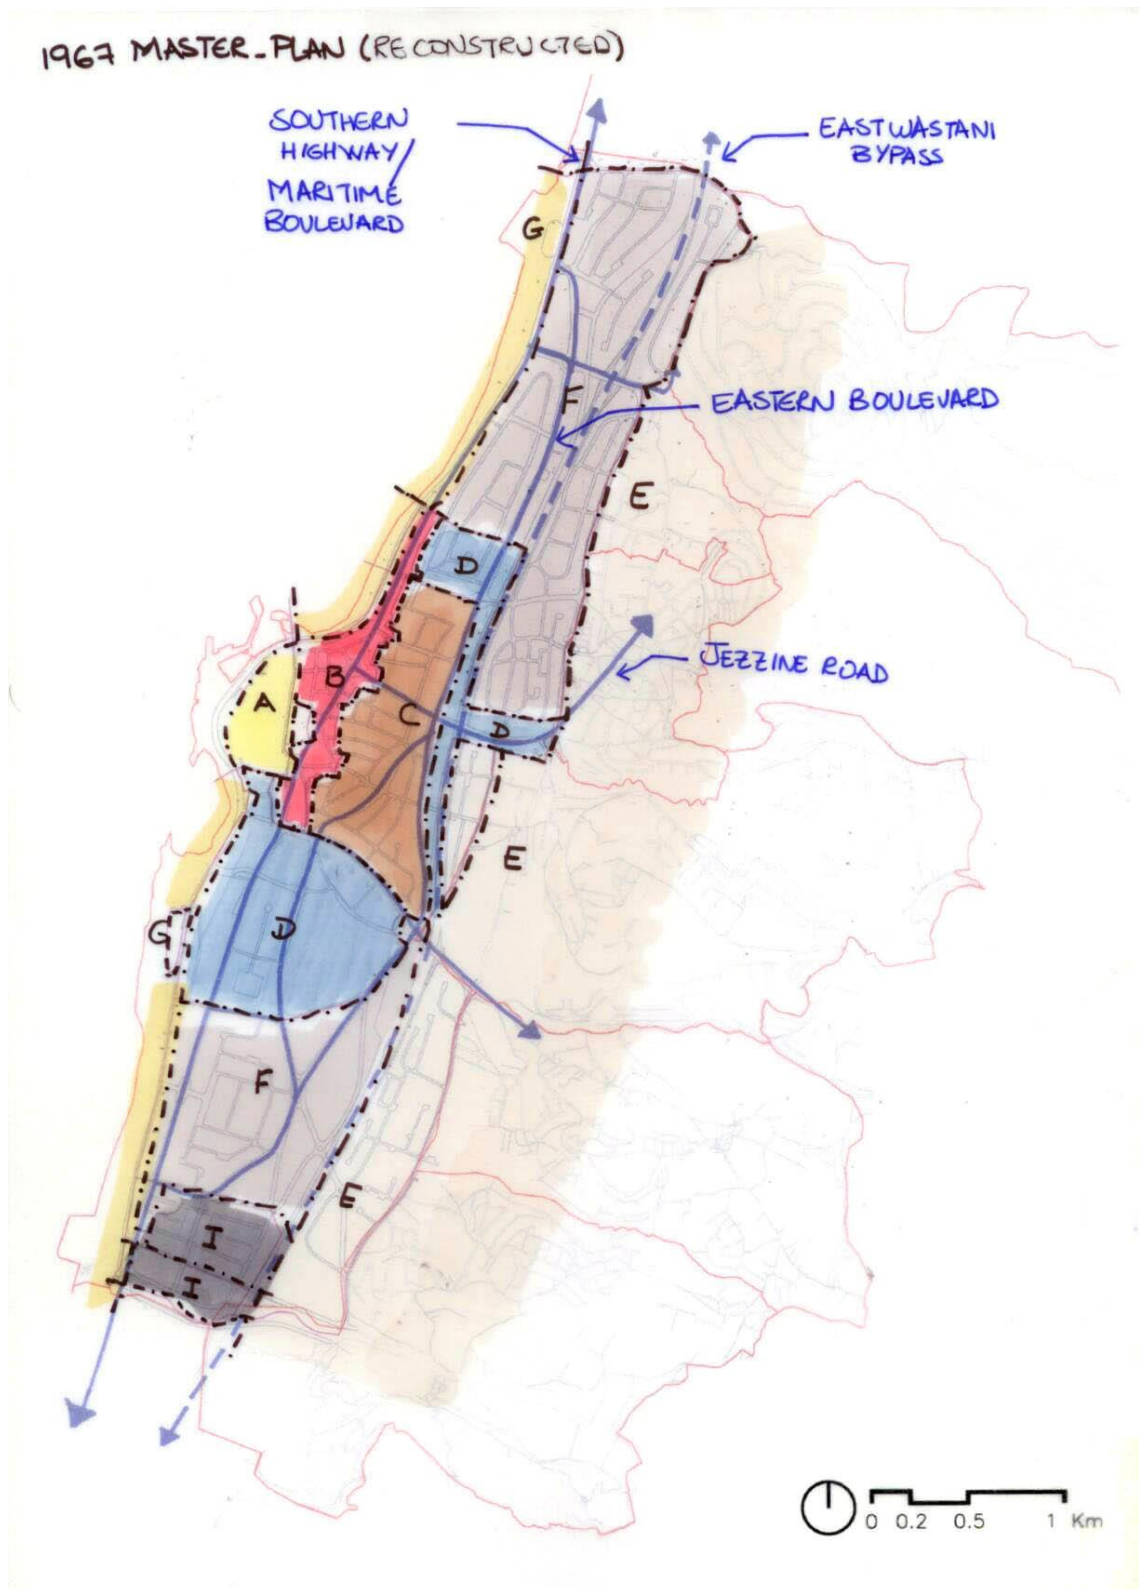 1967 MASTER-PLAN (RECONSTRUCTED)
SOUTHERN
HIGHWAY/
MARITIME
BOULEVARD
EASTWASTANI
BYPASS
G
F
EASTERN BOULEVARD
E
D
JEZZINE ROAD
B
A
C
D
E
G
D
F
E
I
I
0 0.2 0.5 1 Km